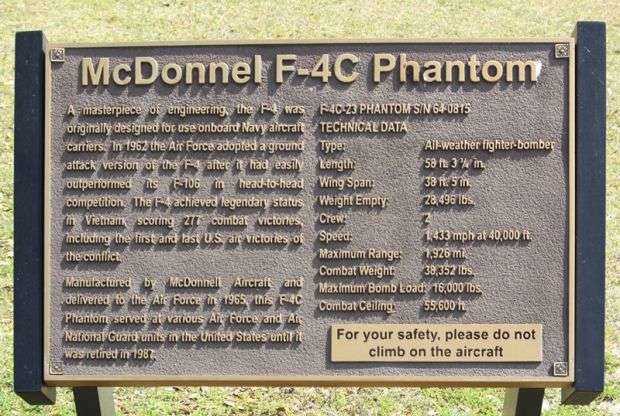 McDonnel F-4C Phantom
A masterpiece of engineering, the F-4 was
originally designed for use onboard Navy aircraft
carriers. In 1962 the Air Force adopted a ground
attack version of the F-4 after it had easily
outperformed its F-106 in head-to-head
competition. The F-4 achieved legendary status
in Vietnam, scoring 277 combat victories,
including the first and last U.S. air victories of
the conflict.
Manufactured by McDonnell Aircraft and
delivered to the Air Force in 1965, this F-4C
Phantom served at various Air Force and Air
National Guard units in the United States until it
was retired in 1987.
F-4C-23 PHANTOM S/N 64-0815
TECHNICAL DATA
Type: All-weather fighter-bomber
Length: 58 ft. 3 ¾ in.
Wing Span: 38 ft. 5 in.
Weight Empty: 28,496 lbs.
Crew: 2
Speed: 1,433 mph at 40,000 ft.
Maximum Range: 1,926 mi.
Combat Weight: 38,352 lbs.
Maximum Bomb Load: 16,000 lbs.
Combat Ceiling: 55,600 ft.
For your safety, please do not
climb on the aircraft